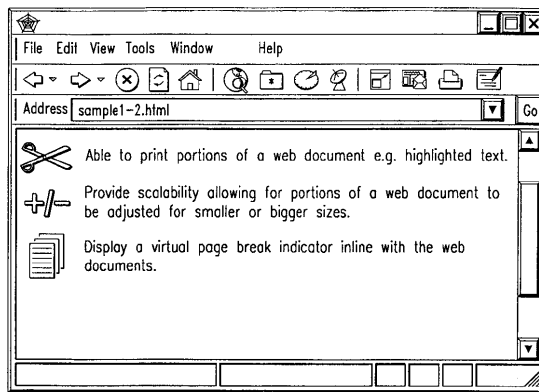 File Edit View Tools Window Help
Address sample1-2.html Go
Able to print portions of a web document e.g. highlighted text.
+/- Provide scalability allowing for portions of a web document to
be adjusted for smaller or bigger sizes.
Display a virtual page break indicator inline with the web
documents.